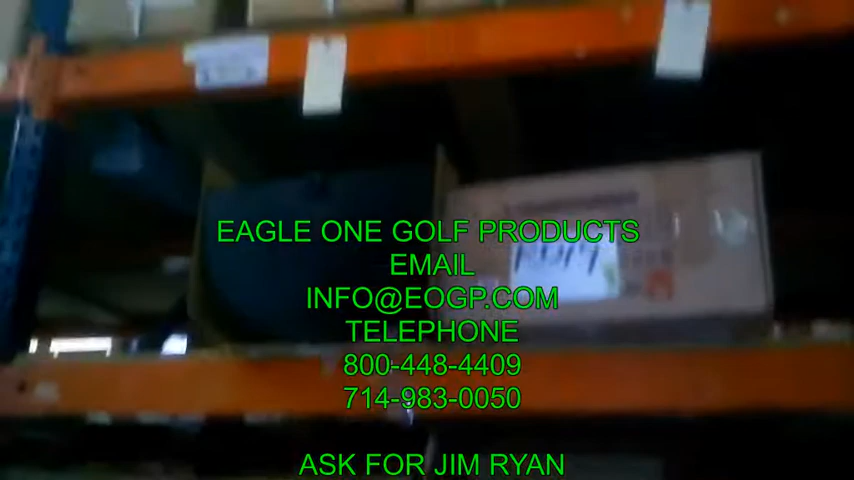 EAGLE ONE GOLF PRODUCTS
EMAIL
INFO@EOGP.COM
TELEPHONE
800-448-4409
714-983-0050
ASK FOR JIM RYAN